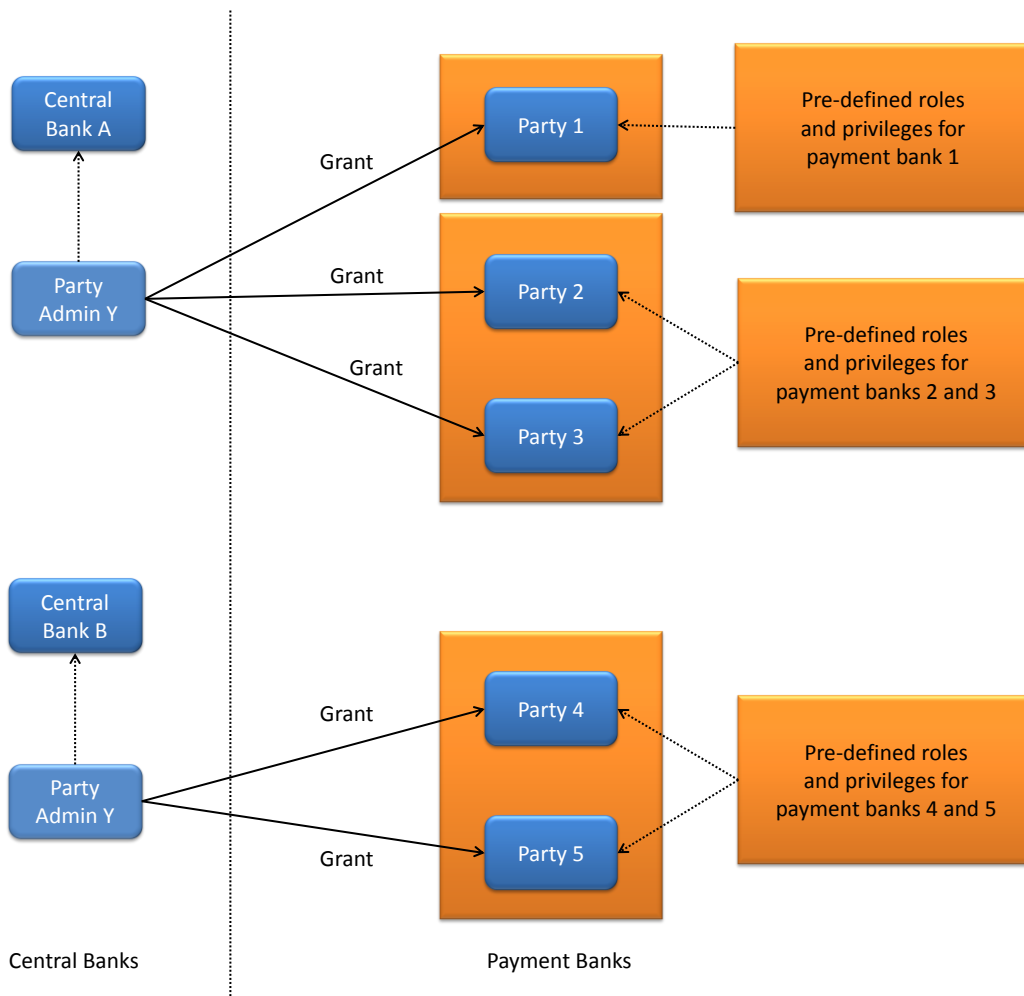 Central
Bank A
Party
Admin Y
Grant
Grant
Grant
Party 1
Party 2
Party 3
Pre-defined roles
and privileges for
payment bank 1
Pre-defined roles
and privileges for
payment banks 2 and 3
Central
Bank B
Party
Admin Y
Grant
Grant
Party 4
Party 5
Pre-defined roles
and privileges for
payment banks 4 and 5
Central Banks
Payment Banks